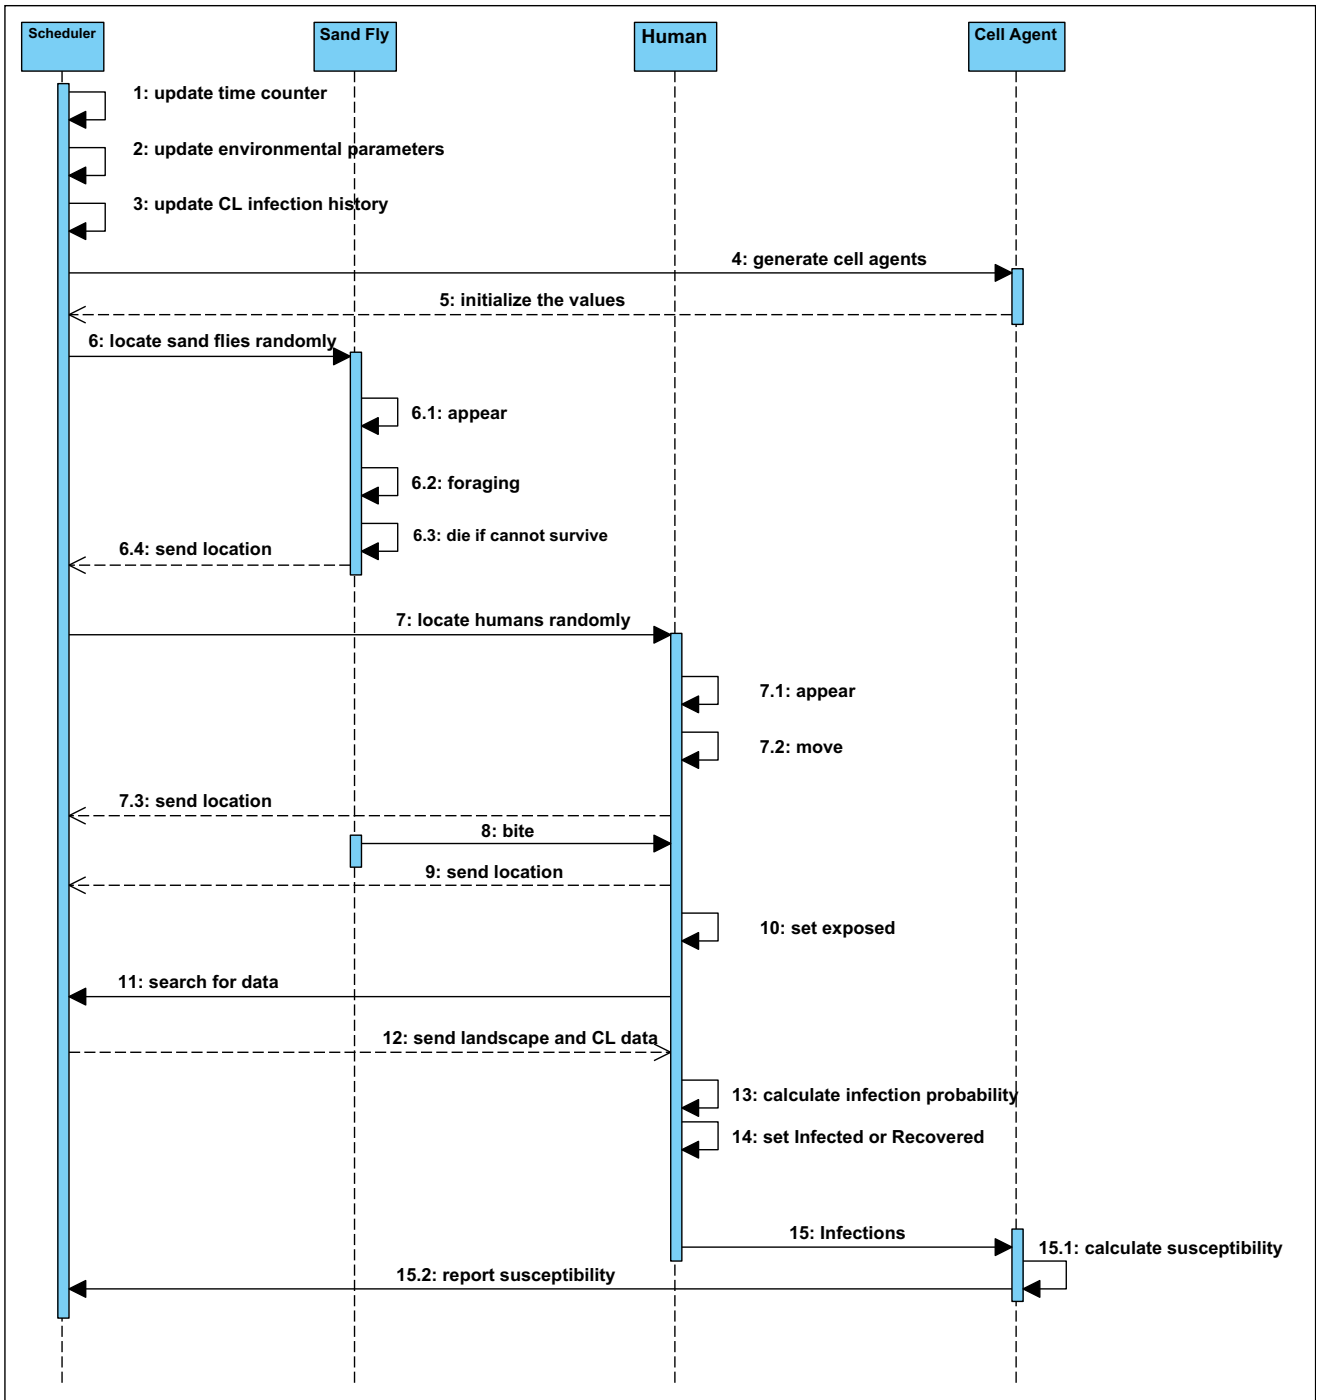 Scheduler
Sand Fly
Human
Cell Agent
1: update time counter
2: update environmental parameters
3: update CL infection history
4: generate cell agents
5: initialize the values
6: locate sand flies randomly
6.1: appear
6.2: foraging
6.3: die if cannot survive
6.4: send location
7: locate humans randomly
7.1: appear
7.2: move
7.3: send location
8: bite
9: send location
10: set exposed
11: search for data
12: send landscape and CL data
13: calculate infection probability
14: set Infected or Recovered
15: Infections
15.1: calculate susceptibility
15.2: report susceptibility